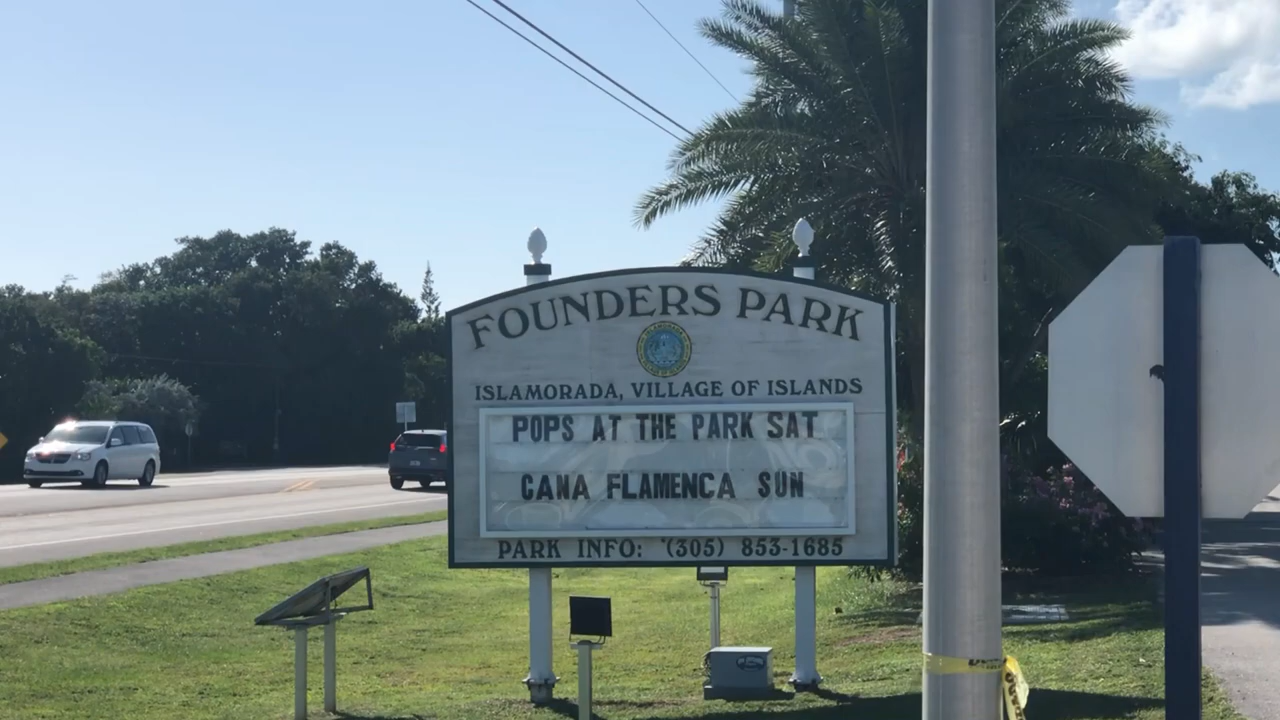 FOUNDERS PARK
ISLAMORADA, VILLAGE OF ISLANDS
POPS AT THE PARK SAT
CANA FLAMENCA SUN
PARK INFO: (305) 853-1685